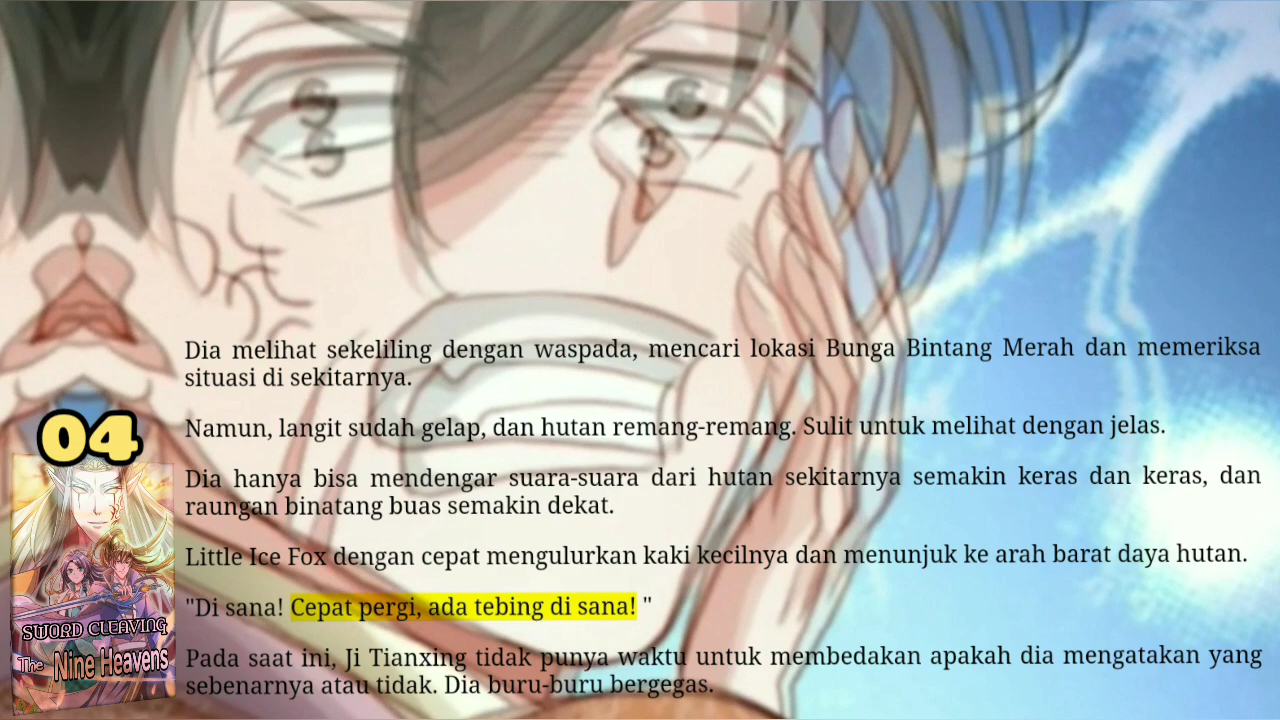 Dia melihat sekeliling dengan waspada, mencari lokasi Bunga Bintang Merah dan memeriksa
situasi di sekitarnya.
Namun, langit sudah gelap, dan hutan remang-remang. Sulit untuk melihat dengan jelas.
Dia hanya bisa mendengar suara-suara dari hutan sekitarnya semakin keras dan keras, dan
raungan binatang buas semakin dekat.
Little Ice Fox dengan cepat mengulurkan kaki kecilnya dan menunjuk ke arah barat daya hutan.
"Di sana! Cepat pergi, ada tebing di sana! "
Pada saat ini, Ji Tianxing tidak punya waktu untuk membedakan apakah dia mengatakan yang
sebenarnya atau tidak. Dia buru-buru bergegas.
04
SWORD CLEAVING
The Nine Heavens